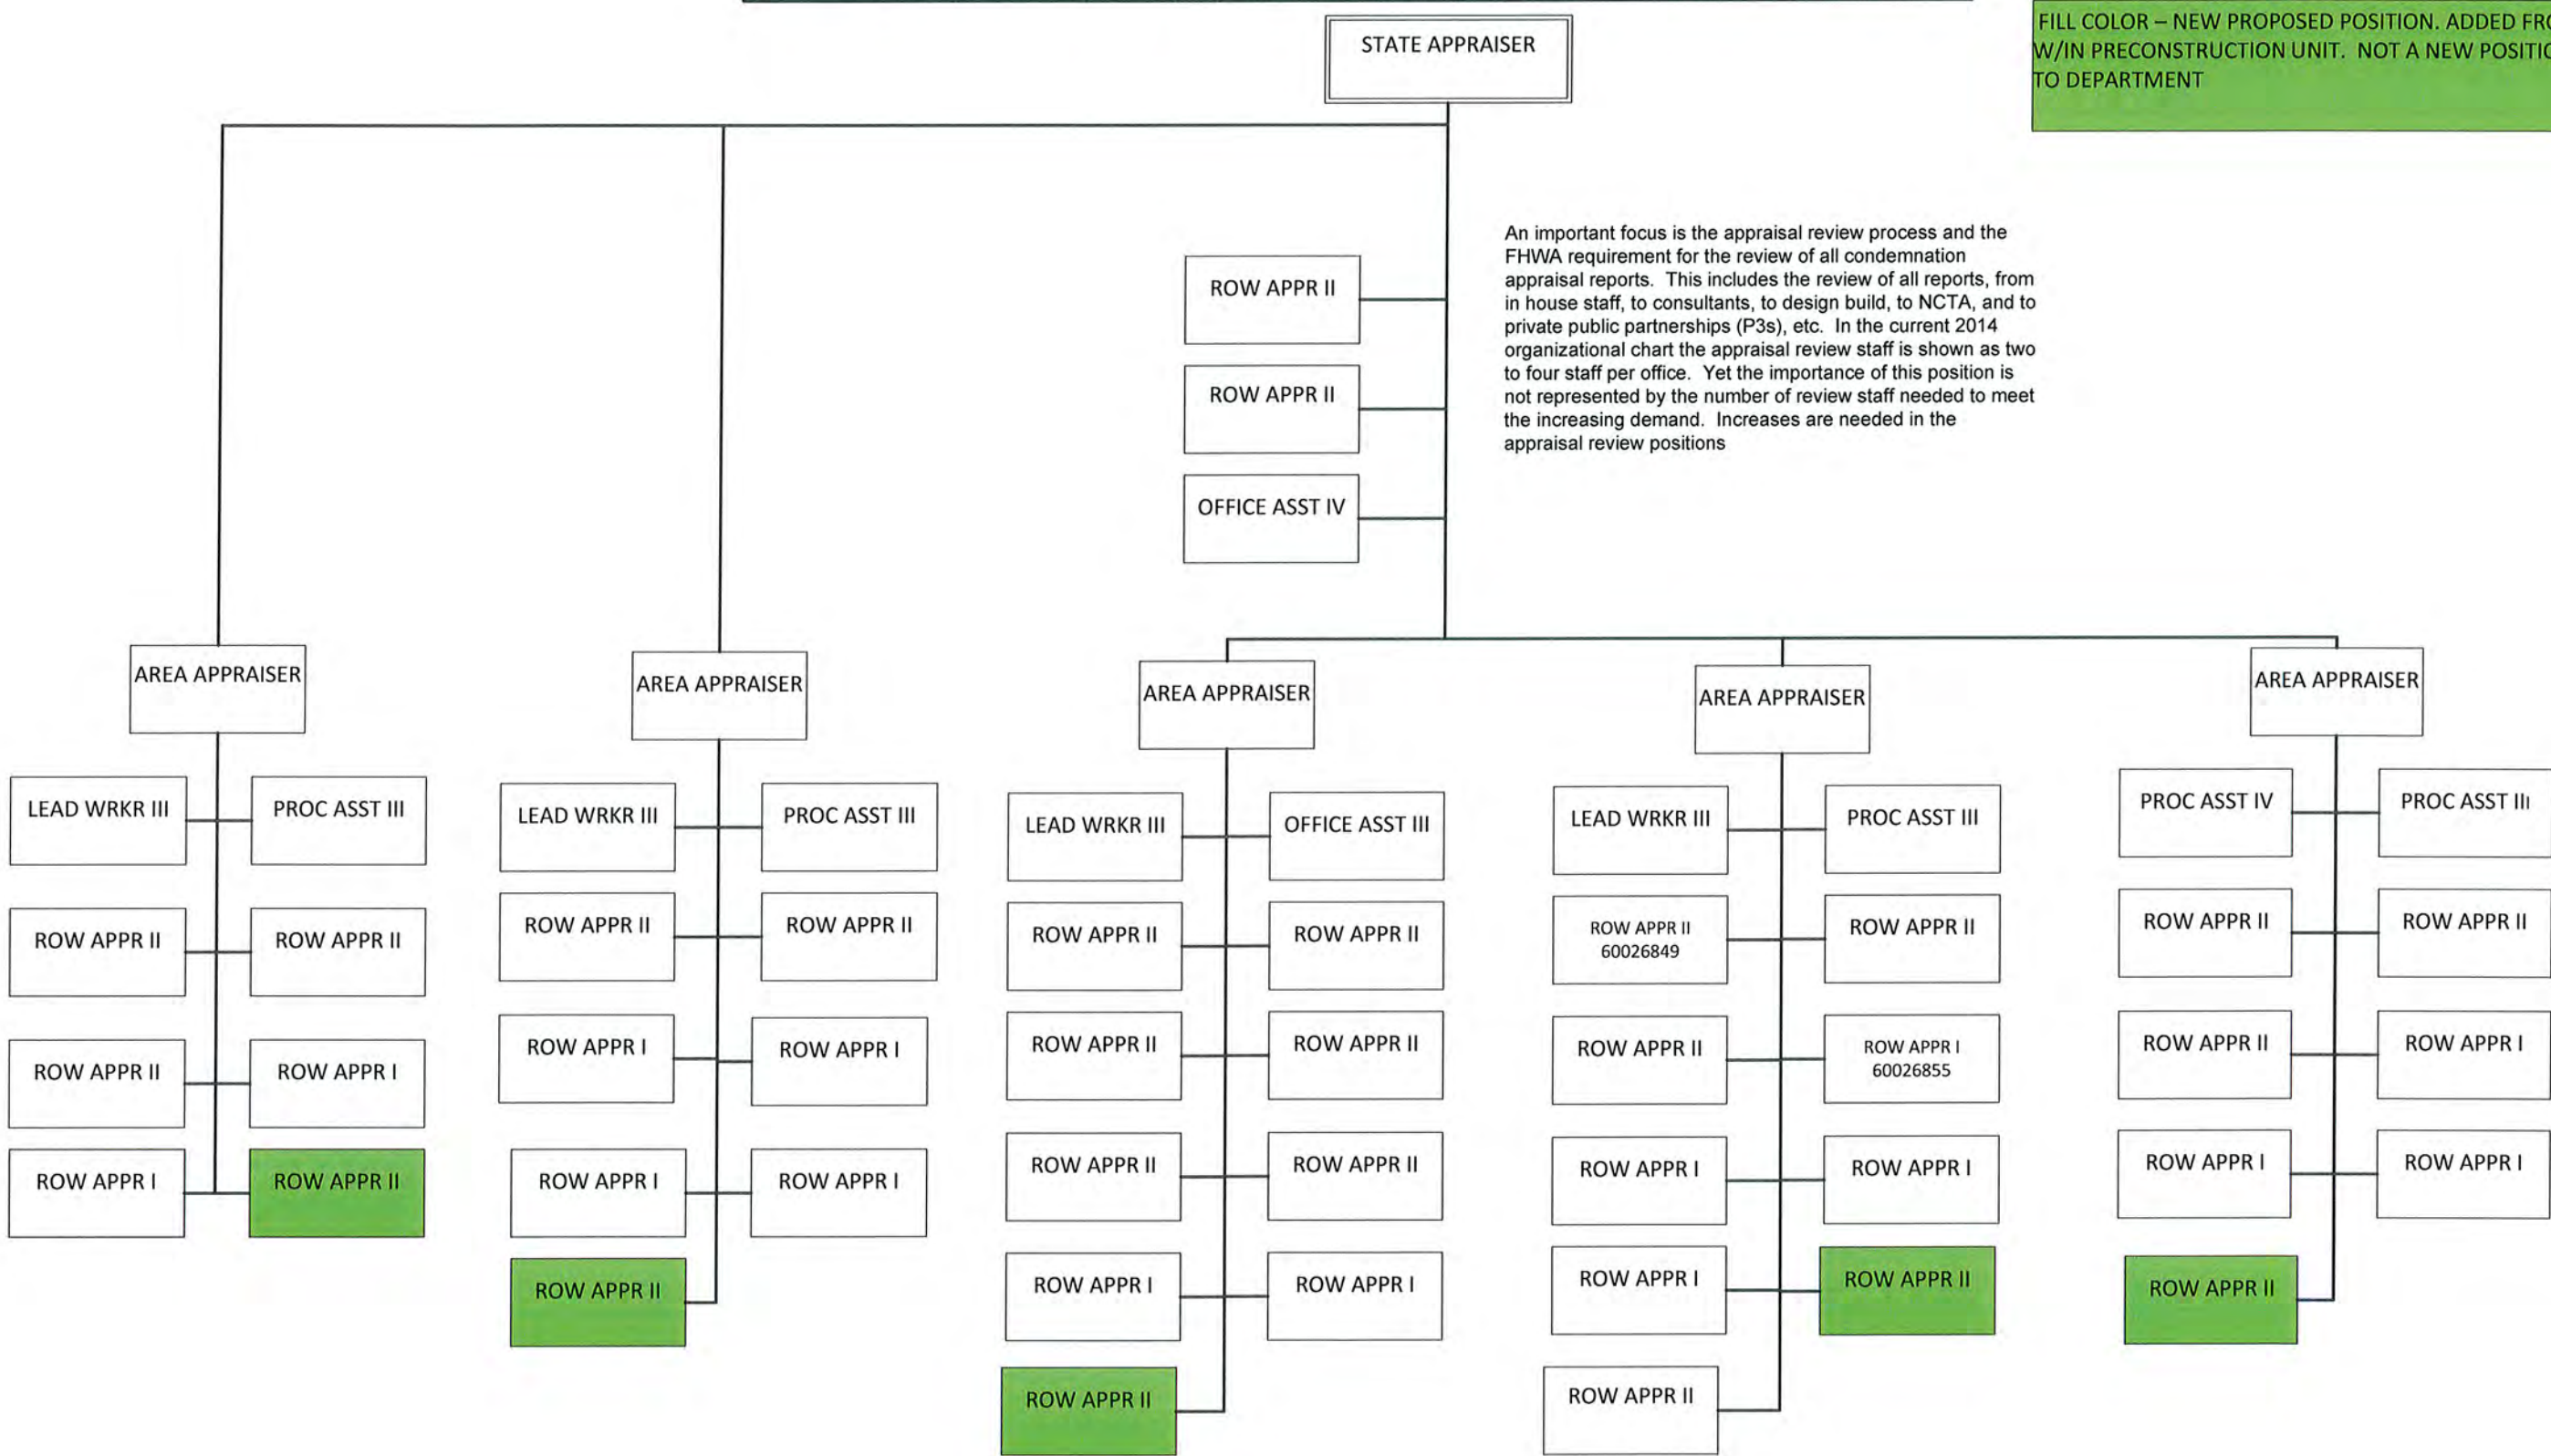 STATE APPRAISER
FILL COLOR – NEW PROPOSED POSITION. ADDED
W/IN PRECONSTRUCTION UNIT. NOT A NEW
TO DEPARTMENT
An important focus is the appraisal review process and the
FHWA requirement for the review of all condemnation
appraisal reports. This includes the review of all reports, from
in house staff, to consultants, to design build, to NCTA, and to
private public partnerships (P3s), etc. In the current 2014
organizational chart the appraisal review staff is shown as two
to four staff per office. Yet the importance of this position is
not represented by the number of review staff needed to meet
the increasing demand. Increases are needed in the
appraisal review positions
ROW APPR II
ROW APPR II
OFFICE ASST IV
AREA APPRAISER
LEAD WRKR III
PROC ASST III
ROW APPR II
ROW APPR II
ROW APPR II
ROW APPR I
ROW APPR I
ROW APPR II
AREA APPRAISER
LEAD WRKR III
PROC ASST III
ROW APPR II
ROW APPR II
ROW APPR I
ROW APPR I
ROW APPR I
ROW APPR I
ROW APPR II
AREA APPRAISER
LEAD WRKR III
OFFICE ASST III
ROW APPR II
ROW APPR II
ROW APPR II
ROW APPR II
ROW APPR II
ROW APPR II
ROW APPR I
ROW APPR I
ROW APPR II
AREA APPRAISER
LEAD WRKR III
PROC ASST III
ROW APPR II
60026849
ROW APPR II
ROW APPR II
ROW APPR I
60026855
ROW APPR I
ROW APPR I
ROW APPR I
ROW APPR II
ROW APPR II
AREA APPRAISER
PROC ASST IV
PROC ASST III
ROW APPR II
ROW APPR II
ROW APPR II
ROW APPR I
ROW APPR I
ROW APPR I
ROW APPR II